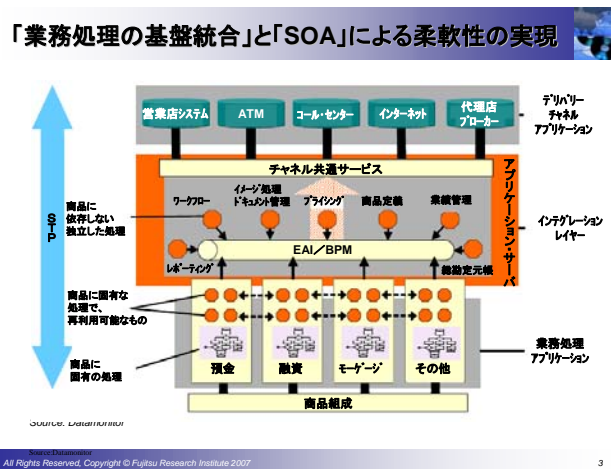 「業務処理の基盤統合」と「SOA」による柔軟性の実現
営業店システム
ATM
コール・センター
インターネット
代理店
ブローカー
デリバリー
チャネル
アプリケーション
チャネル共通サービス
アプリケーション・サーバ
STP
商品に
依存しない
独立した処理
ワークフロー
イメージ処理
ドキュメント管理
プライシング
商品定義
業績管理
インテグレーション
レイヤー
EAI／BPM
レポーティング
総勘定元帳
商品に固有な
処理で、
再利用可能なもの
商品に
固有の処理
預金
融資
モーゲージ
その他
業務処理
アプリケーション
商品組成
Source: Datamonitor
Source:Datamonitor
All Rights Reserved, Copyright © Fujitsu Research Institute 2007
3